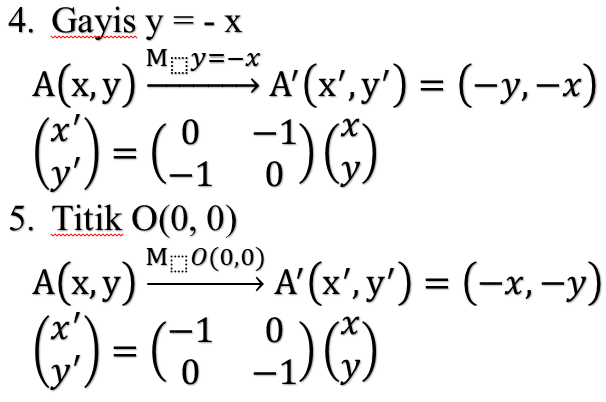 4. Gayis y = - x
A(x, y) M⬚y=−x → A′(x′, y′) = (−y, −x)
(x′ y′) = (0 −1 −1 0)(x y)
5. Titik O(0, 0)
A(x, y) M⬚O(0,0) → A′(x′, y′) = (−x, −y)
(x′ y′) = (−1 0 0 −1)(x y)